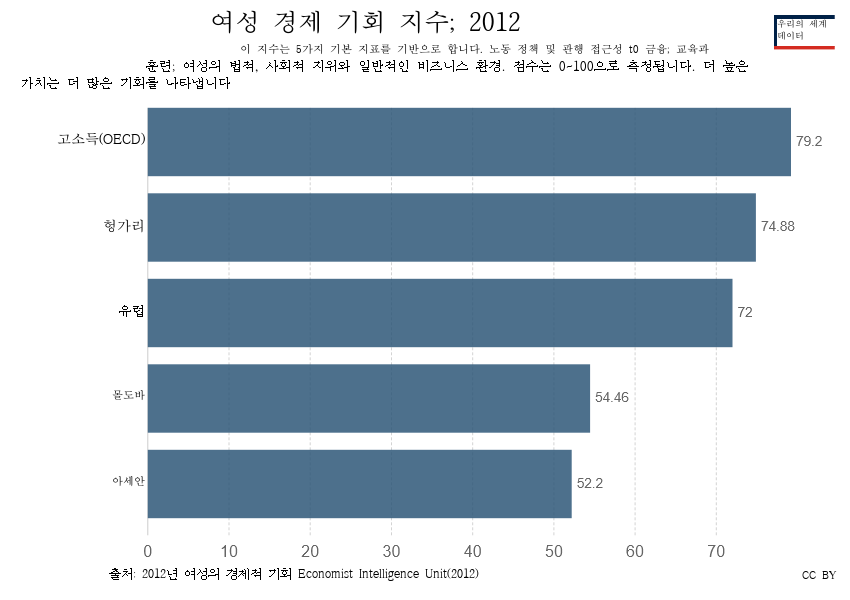 여성 경제 기회 지수; 2012
우리의 세계
데이터
이 지수는 5가지 기본 지표를 기반으로 합니다. 노동 정책 및 관행 접근성 t0 금융; 교육과
훈련; 여성의 법적, 사회적 지위와 일반적인 비즈니스 환경. 점수는 0-100으로 측정됩니다. 더 높은
가치는 더 많은 기회를 나타냅니다
고소득(OECD)
79.2
헝가리
74.88
유럽
72
몰도바
54.46
아세안
52.2
0 10 20 30 40 50 60 70
출처: 2012년 여성의 경제적 기회 Economist Intelligence Unit(2012)
CC BY